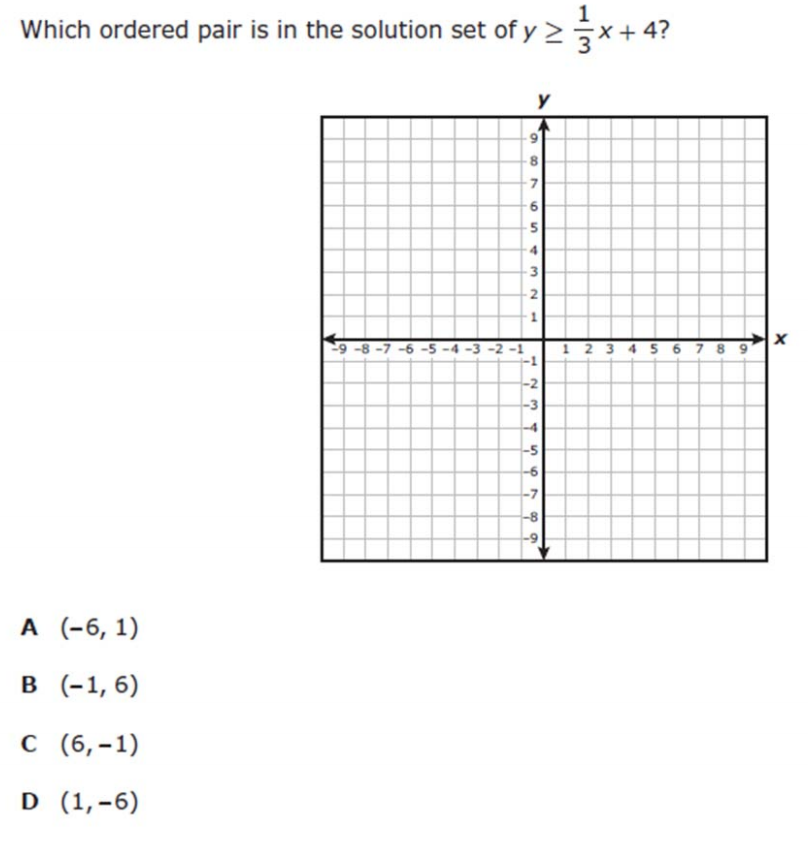 Which ordered pair is in the solution set of y ≥ 1/3 x + 4?
y
9
8
7
6
5
4
3
2
1
x
−9 −8 −7 −6 −5 −4 −3 −2 −1 1 2 3 4 5 6 7 8 9
−1
−2
−3
−4
−5
−6
−7
−8
−9
A (−6, 1)
B (−1, 6)
C (6, −1)
D (1, −6)